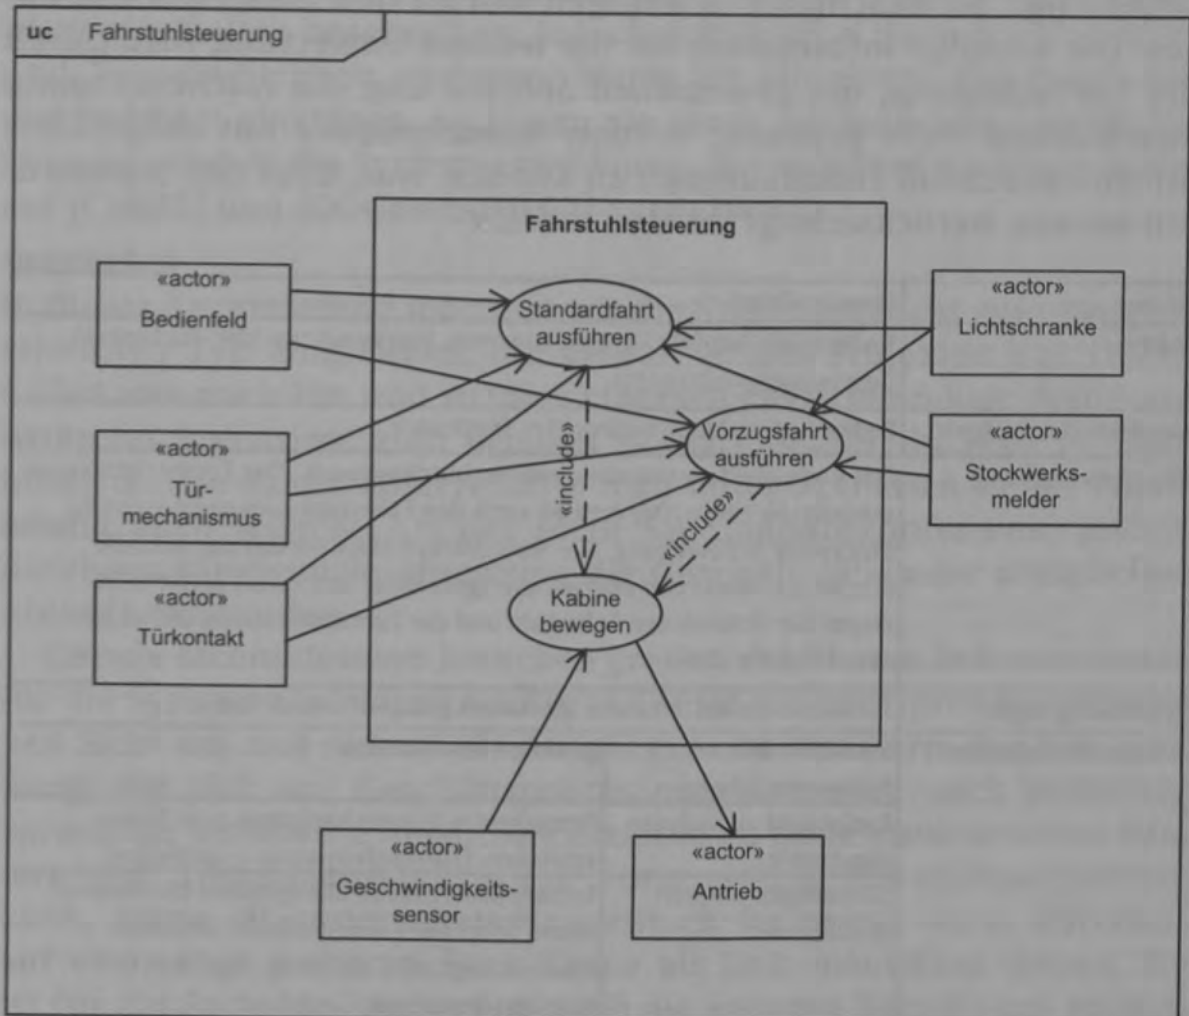 uc Fahrstuhlsteuerung
Fahrstuhlsteuerung
«actor»
Bedienfeld
Standardfahrt
ausführen
«actor»
Lichtschranke
«actor»
Tür-
mechanismus
«include»
Vorzugsfahrt
ausführen
«actor»
Stockwerks-
melder
«include»
«actor»
Türkontakt
Kabine
bewegen
«actor»
Geschwindigkeits-
sensor
«actor»
Antrieb